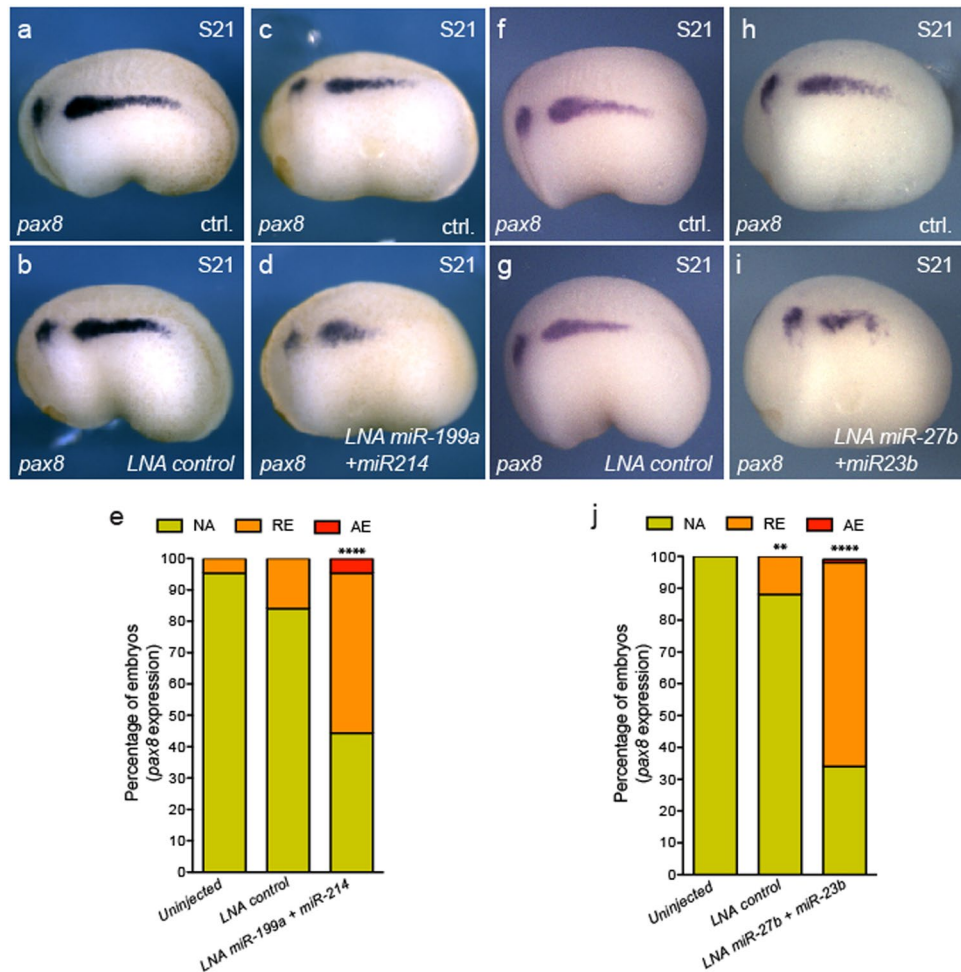 a S21 c S21 f S21 h S21
pax8 ctrl. ctrl. pax8 ctrl. pax8 ctrl.
b S21 d S21 g S21 i S21
LNA miR-199a LNA miR-27b
pax8 LNA control pax8 +miR214 pax8 LNA control pax8 +miR23b
e
NA RE AE
****
100
90
80
70
60
50
40
30
20
10
0
Percentage of embryos
(pax8 expression)
Uninjected
LNA control
LNA miR-199a + miR-214
j
NA RE AE
** ****
100
90
80
70
60
50
40
30
20
10
0
Percentage of embryos
(pax8 expression)
Uninjected
LNA control
LNA miR-27b + miR-23b